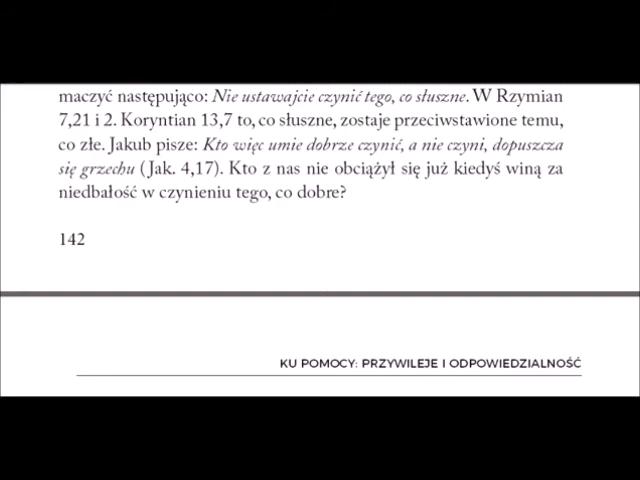 maczyć następująco: Nie ustawajcie czynić tego, co słuszne. W Rzymian
7,21 i 2. Koryntian 13,7 to, co słuszne, zostaje przeciwstawione temu,
co złe. Jakub pisze: Kto więc umie dobrze czynić, a nie czyni, dopuszcza
się grzechu (Jak. 4,17). Kto z nas nie obciążył się już kiedyś winą za
niedbałość w czynieniu tego, co dobre?
142
KU POMOCY: PRZYWILEJE I ODPOWIEDZIALNOŚĆ